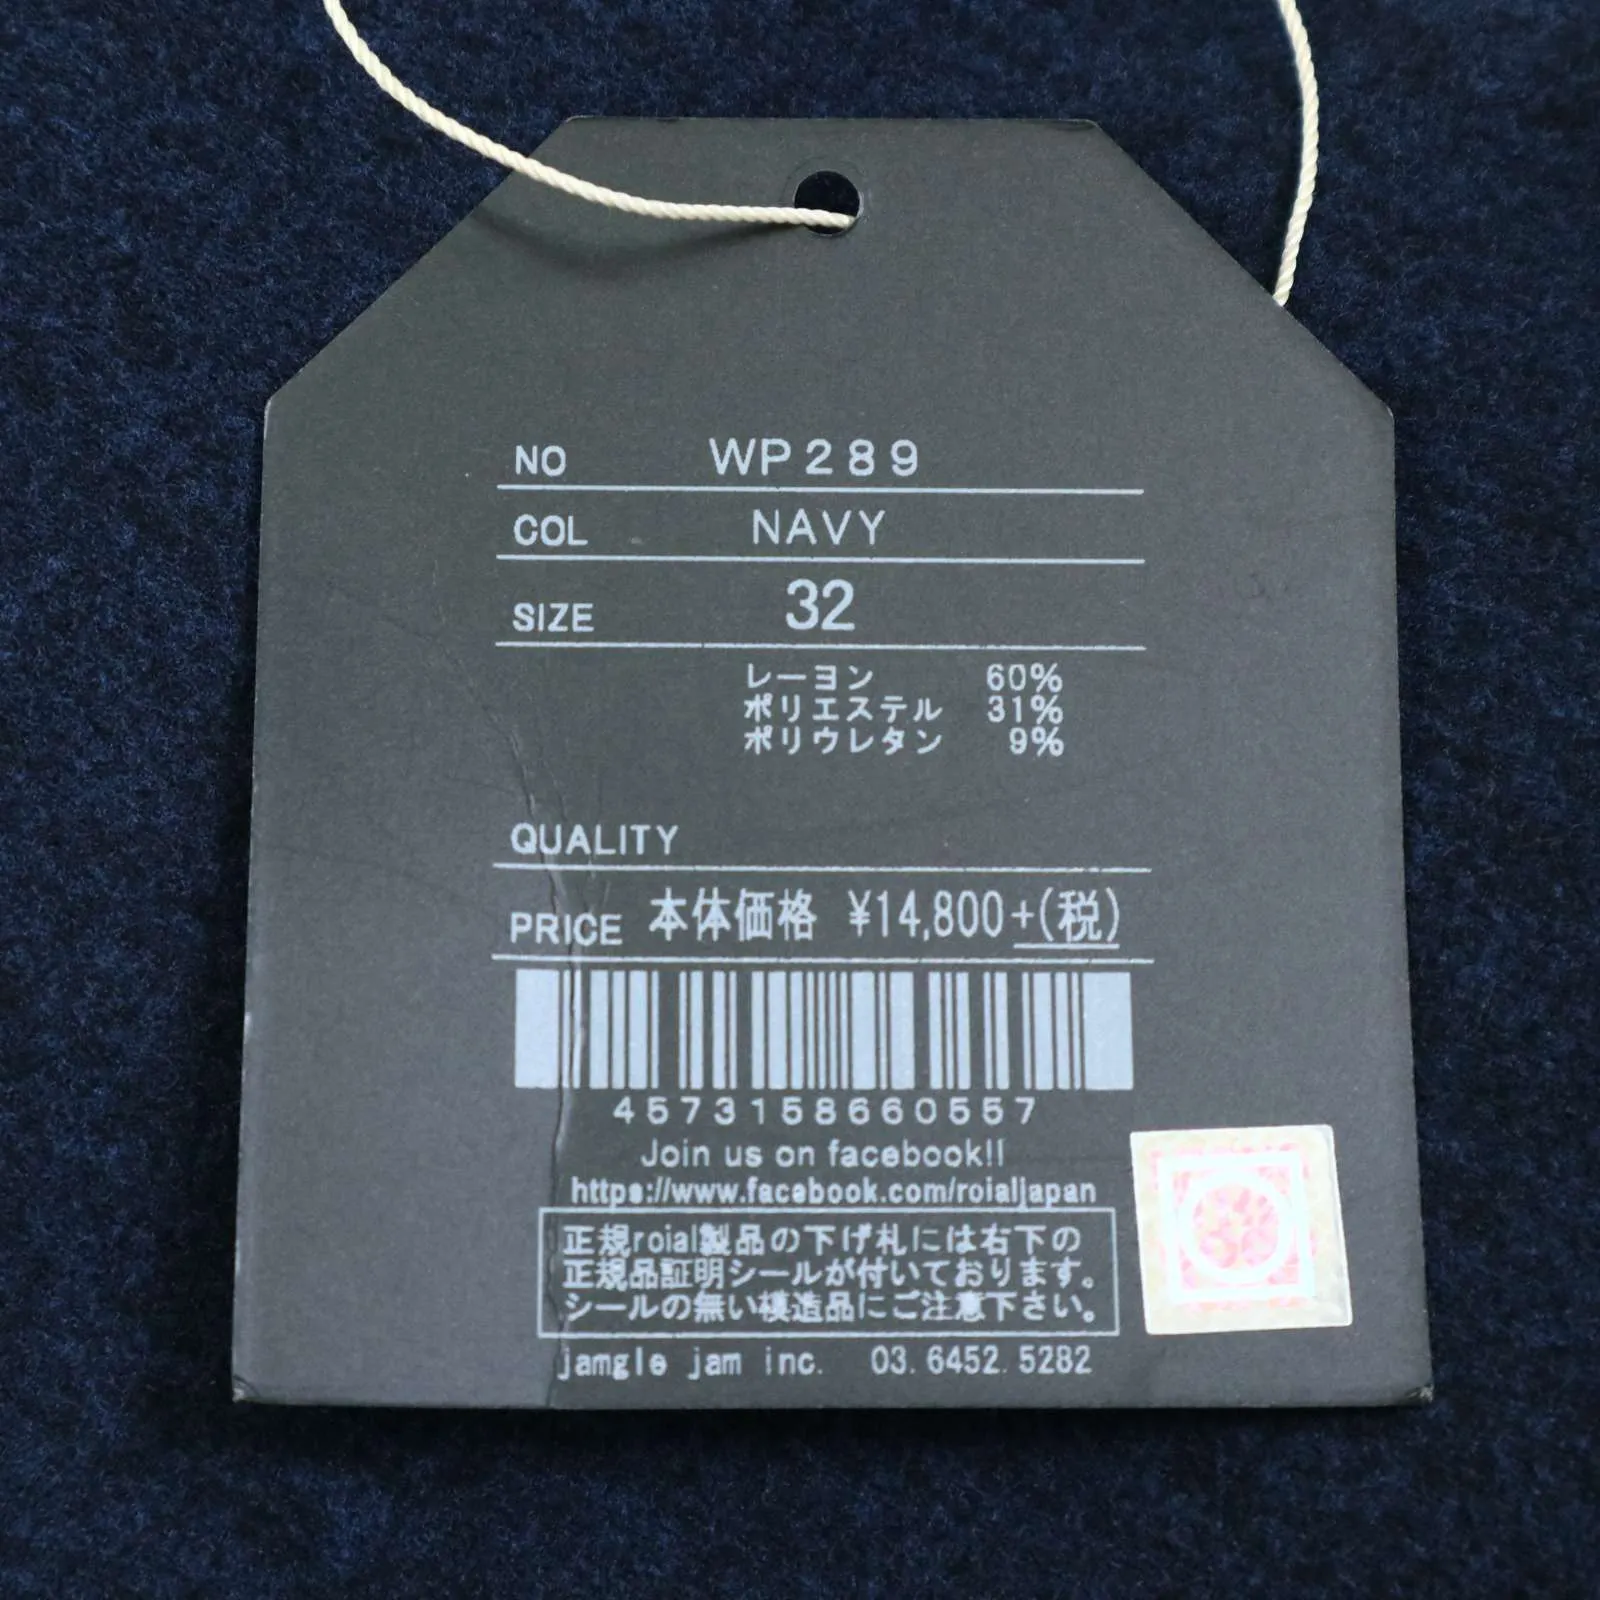 NO WP289
COL NAVY
SIZE 32
レーヨン 60%
ポリエステル 31%
ポリウレタン 9%
QUALITY
PRICE 本体価格 ¥14,800+(税)
4573158660557
Join us on facebook!!
https://www.facebook.com/roialjapan
正規roial製品の下げ札には右下の
正規品証明シールが付いております。
シールの無い模造品にご注意下さい。
jamgle jam inc. 03.6452.5282